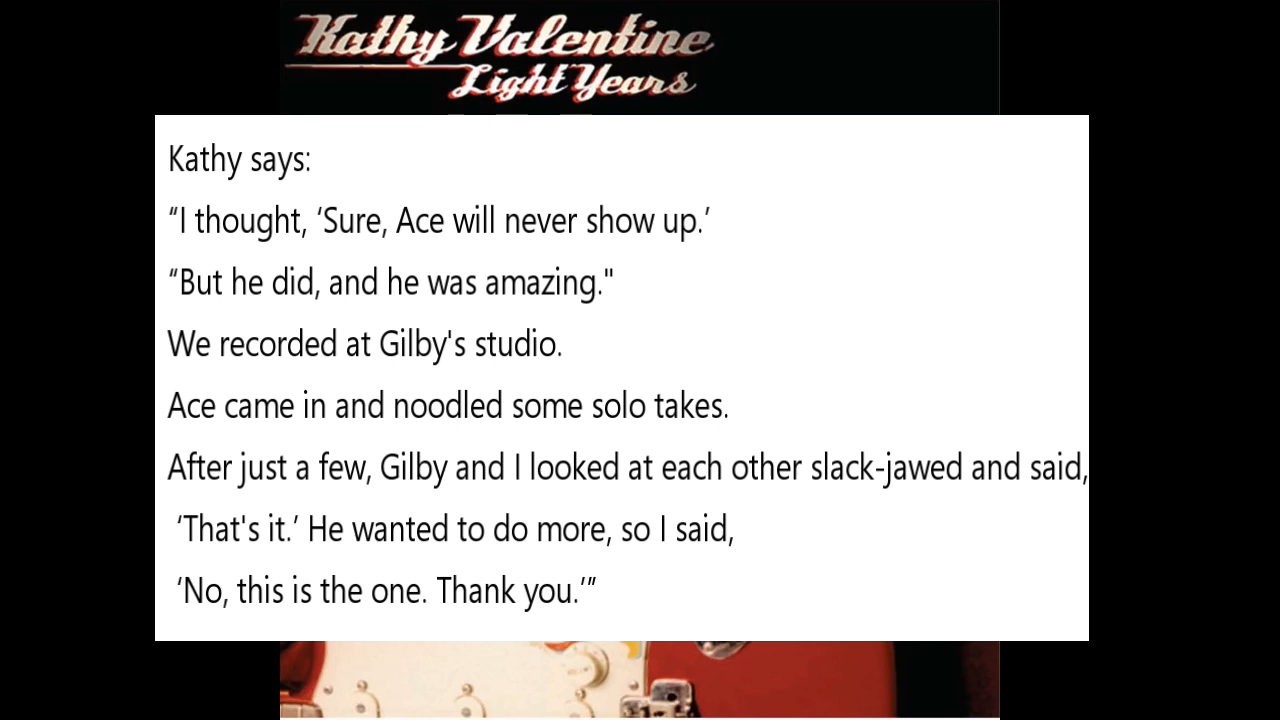 Kathy Valentine
Light Years
Kathy says:
“I thought, ‘Sure, Ace will never show up.’
“But he did, and he was amazing."
We recorded at Gilby's studio.
Ace came in and noodled some solo takes.
After just a few, Gilby and I looked at each other slack-jawed and said,
‘That's it.’ He wanted to do more, so I said,
‘No, this is the one. Thank you.’”